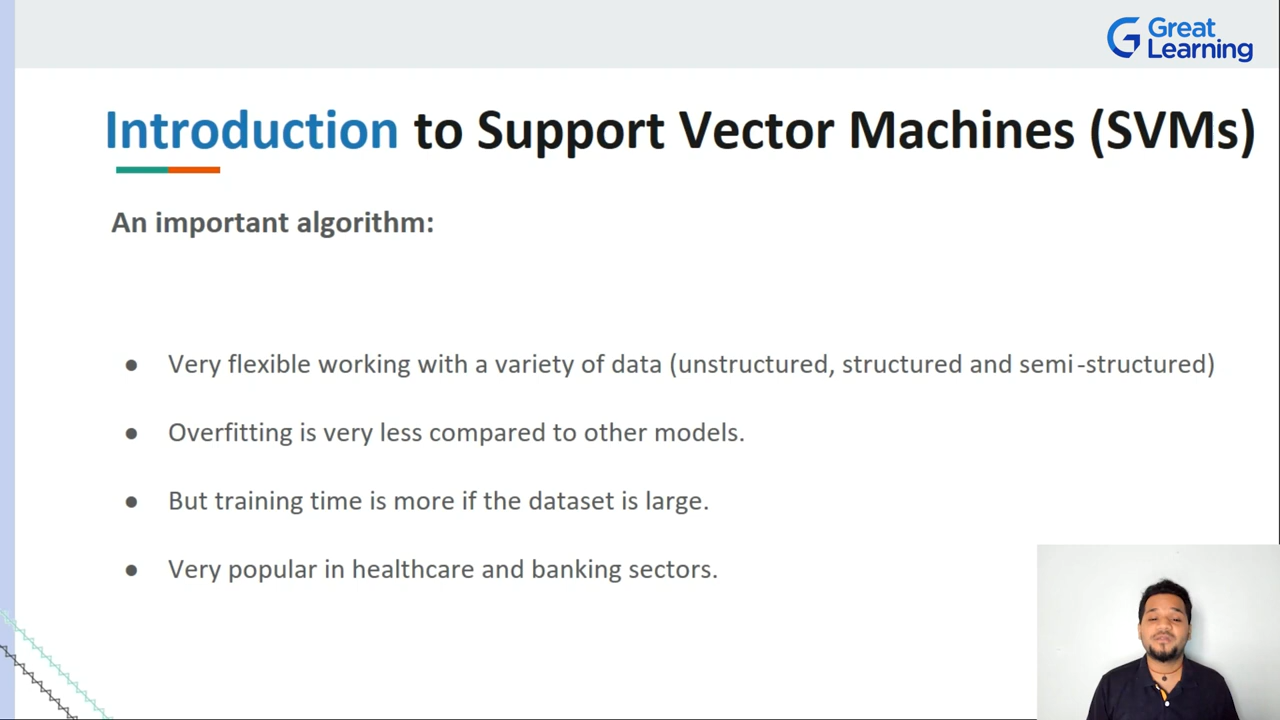 Great
Learning
Introduction to Support Vector Machines (SVMs)
An important algorithm:
● Very flexible working with a variety of data (unstructured, structured and semi-structured)
● Overfitting is very less compared to other models.
● But training time is more if the dataset is large.
● Very popular in healthcare and banking sectors.